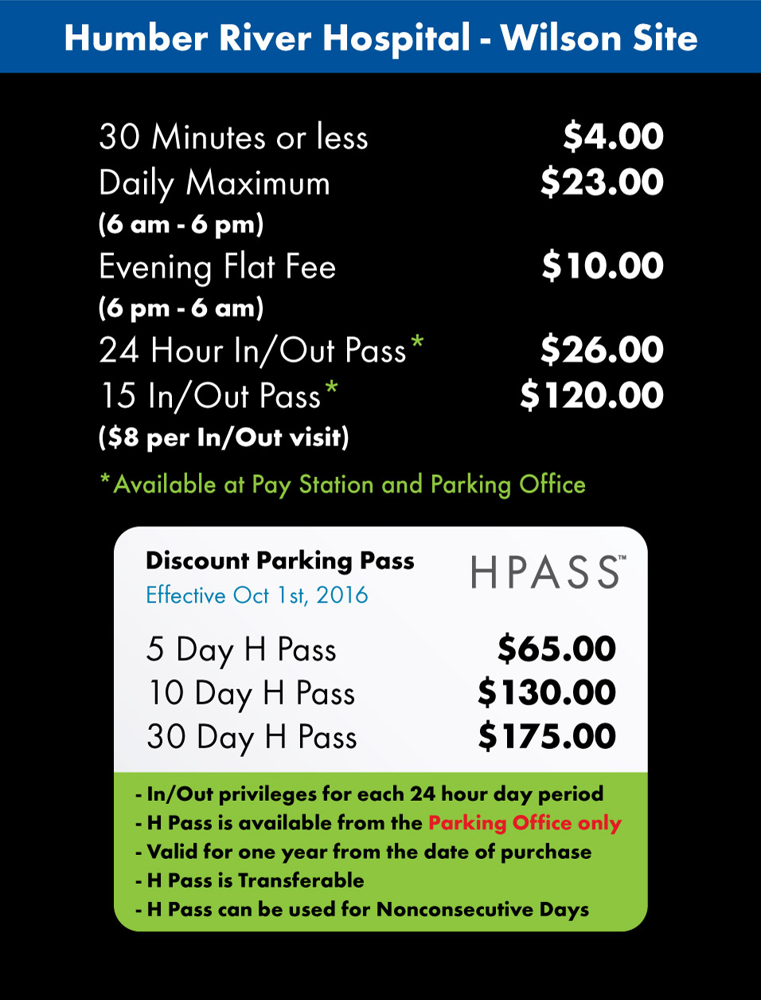 Humber River Hospital - Wilson Site
30 Minutes or less $4.00
Daily Maximum $23.00
(6 am - 6 pm)
Evening Flat Fee $10.00
(6 pm - 6 am)
24 Hour In/Out Pass* $26.00
15 In/Out Pass* $120.00
($8 per In/Out visit)
*Available at Pay Station and Parking Office
Discount Parking Pass HPASS™
Effective Oct 1st, 2016
5 Day H Pass $65.00
10 Day H Pass $130.00
30 Day H Pass $175.00
- In/Out privileges for each 24 hour day period
- H Pass is available from the Parking Office only
- Valid for one year from the date of purchase
- H Pass is Transferable
- H Pass can be used for Nonconsecutive Days